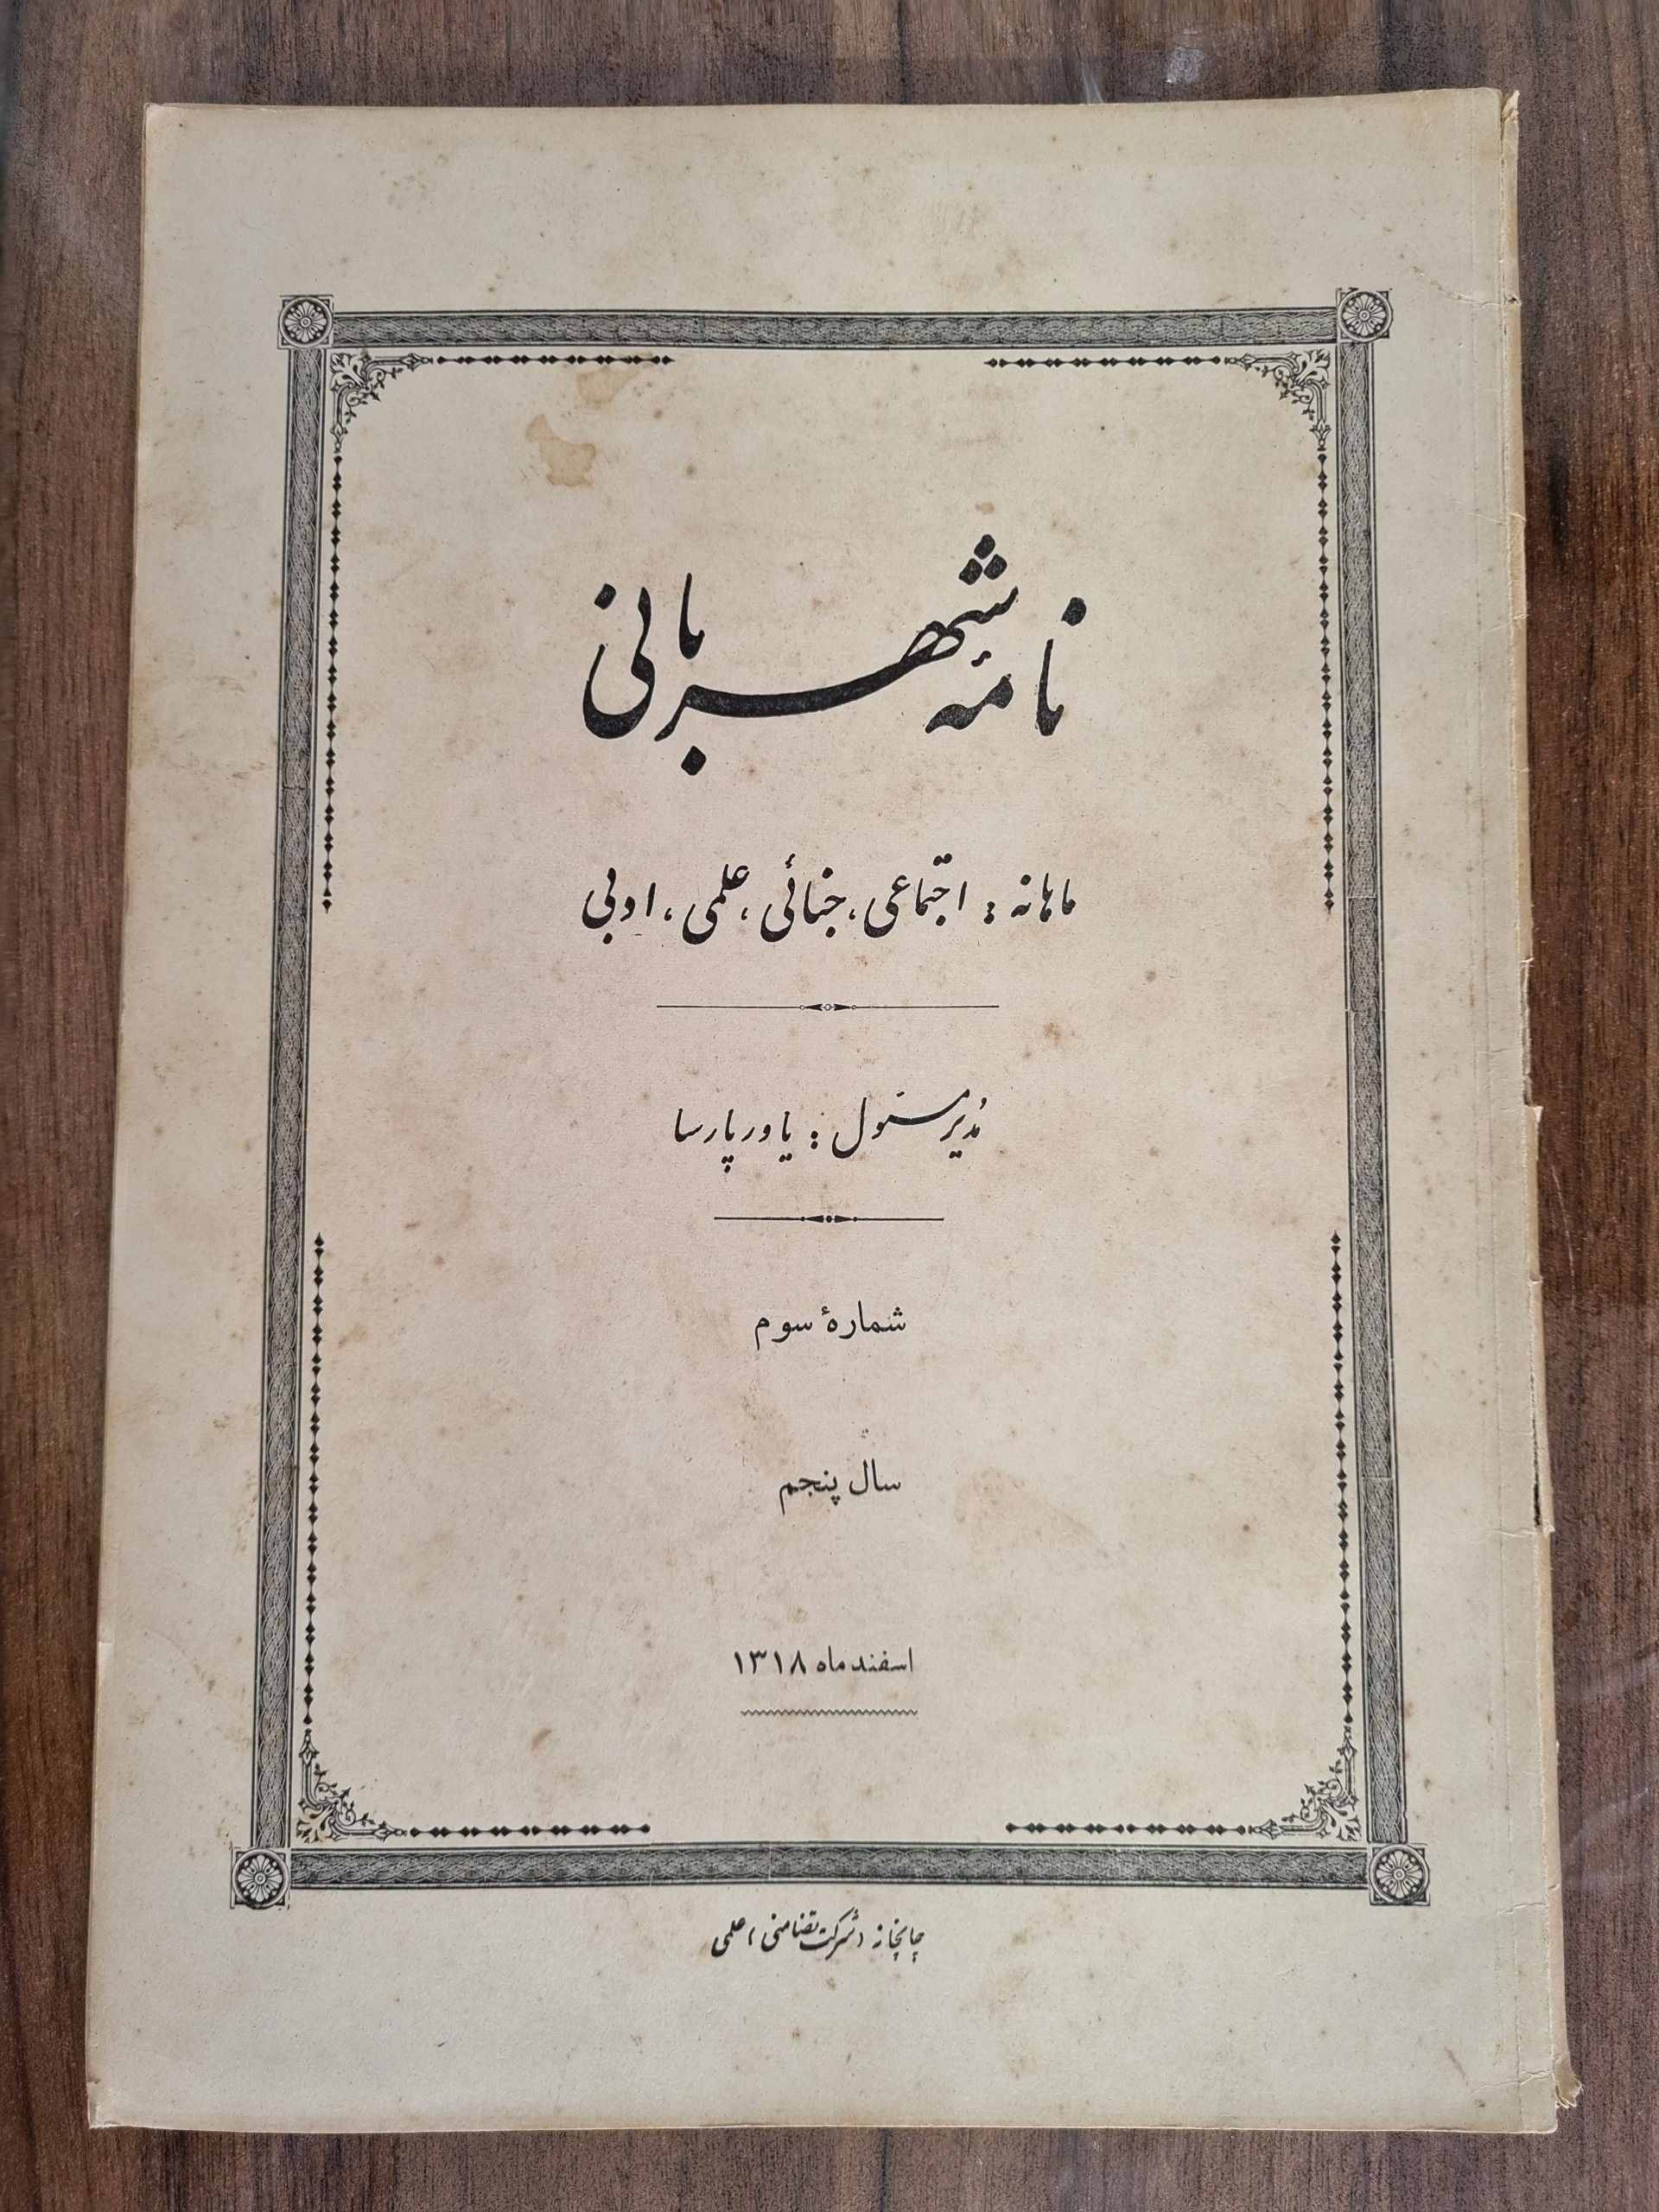 نامهٔ شهربانی
ماهانه : اجتماعی ، جنائی ، علمی ، ادبی
مدیر مسئول : یاور پارسا
شمارهٔ سوم
سال پنجم
اسفند ماه ۱۳۱۸
چاپخانه (شرکت تضامنی) علمی